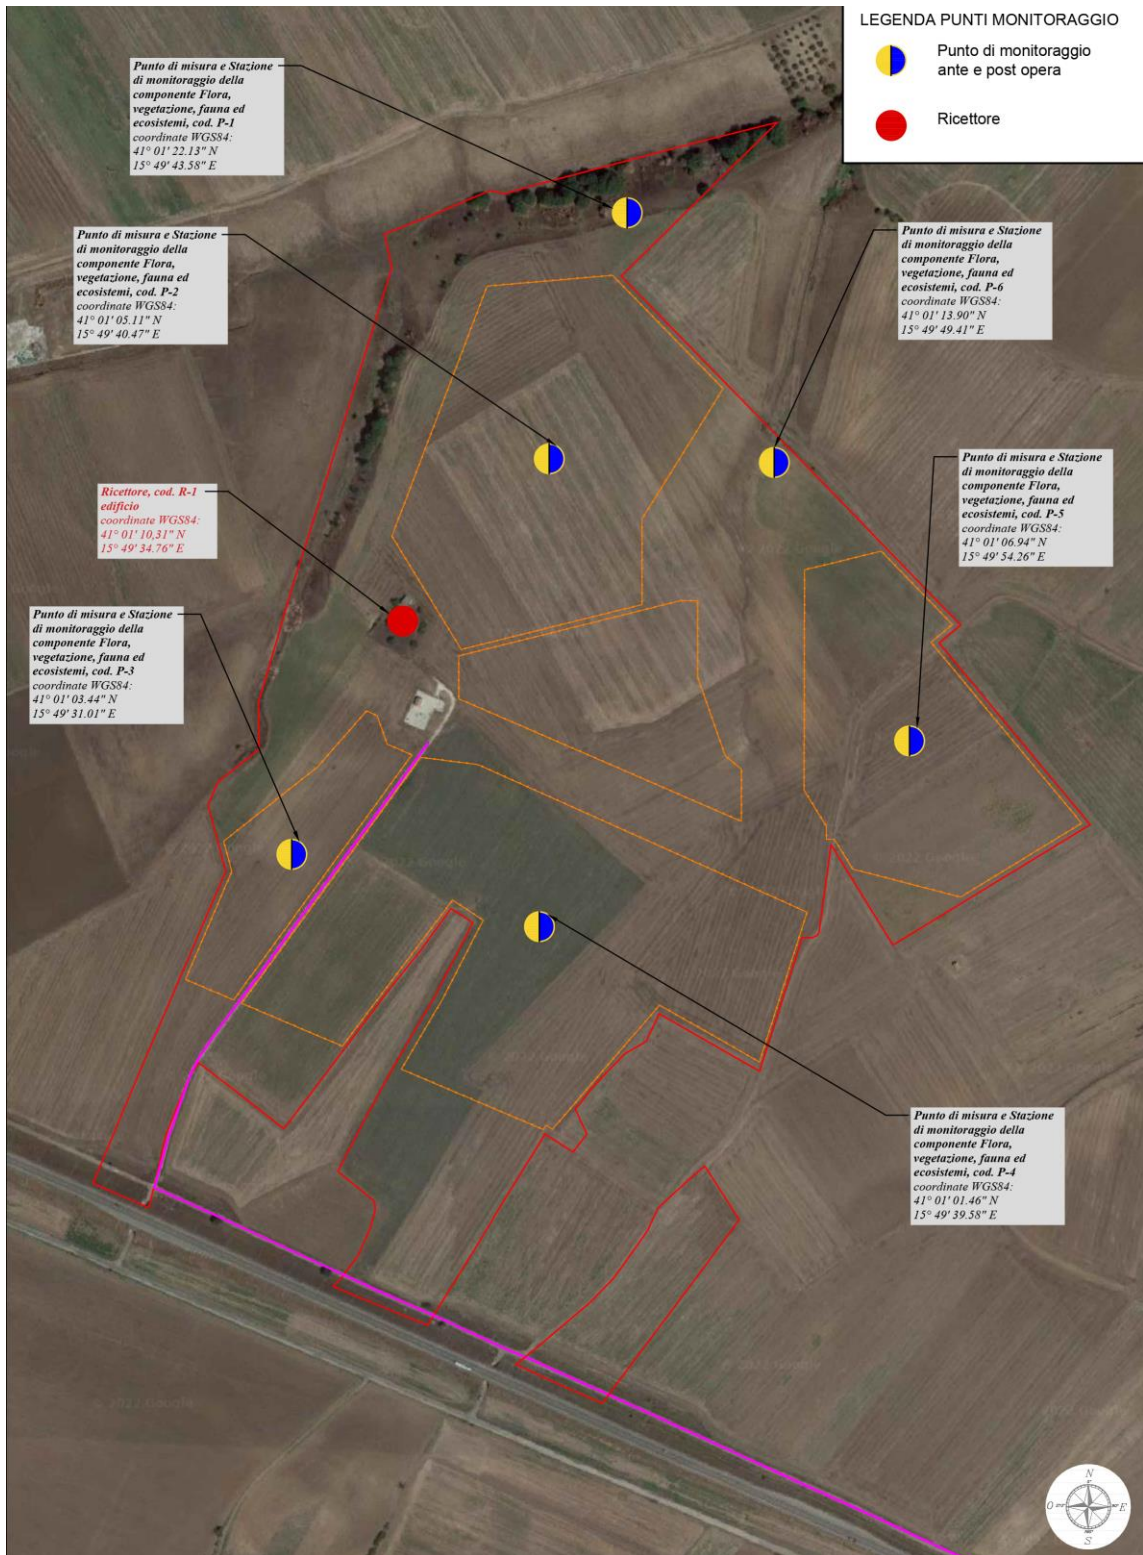 LEGENDA PUNTI MONITORAGGIO
Punto di monitoraggio
ante e post opera
Ricettore
Punto di misura e Stazione
di monitoraggio della
componente Flora,
vegetazione, fauna ed
ecosistemi, cod. P-1
coordinate WGS84:
41° 01' 22.13" N
15° 49' 43.58" E
Punto di misura e Stazione
di monitoraggio della
componente Flora,
vegetazione, fauna ed
ecosistemi, cod. P-2
coordinate WGS84:
41° 01' 05.11" N
15° 49' 40.47" E
Punto di misura e Stazione
di monitoraggio della
componente Flora,
vegetazione, fauna ed
ecosistemi, cod. P-6
coordinate WGS84:
41° 01' 13.90" N
15° 49' 49.41" E
Punto di misura e Stazione
di monitoraggio della
componente Flora,
vegetazione, fauna ed
ecosistemi, cod. P-5
coordinate WGS84:
41° 01' 06.94" N
15° 49' 54.26" E
Ricettore, cod. R-1
edificio
coordinate WGS84:
41° 01' 10,31" N
15° 49' 34.76" E
Punto di misura e Stazione
di monitoraggio della
componente Flora,
vegetazione, fauna ed
ecosistemi, cod. P-3
coordinate WGS84:
41° 01' 03.44" N
15° 49' 31.01" E
Punto di misura e Stazione
di monitoraggio della
componente Flora,
vegetazione, fauna ed
ecosistemi, cod. P-4
coordinate WGS84:
41° 01' 01.46" N
15° 49' 39.58" E
© 2022 Google
N
O E
S